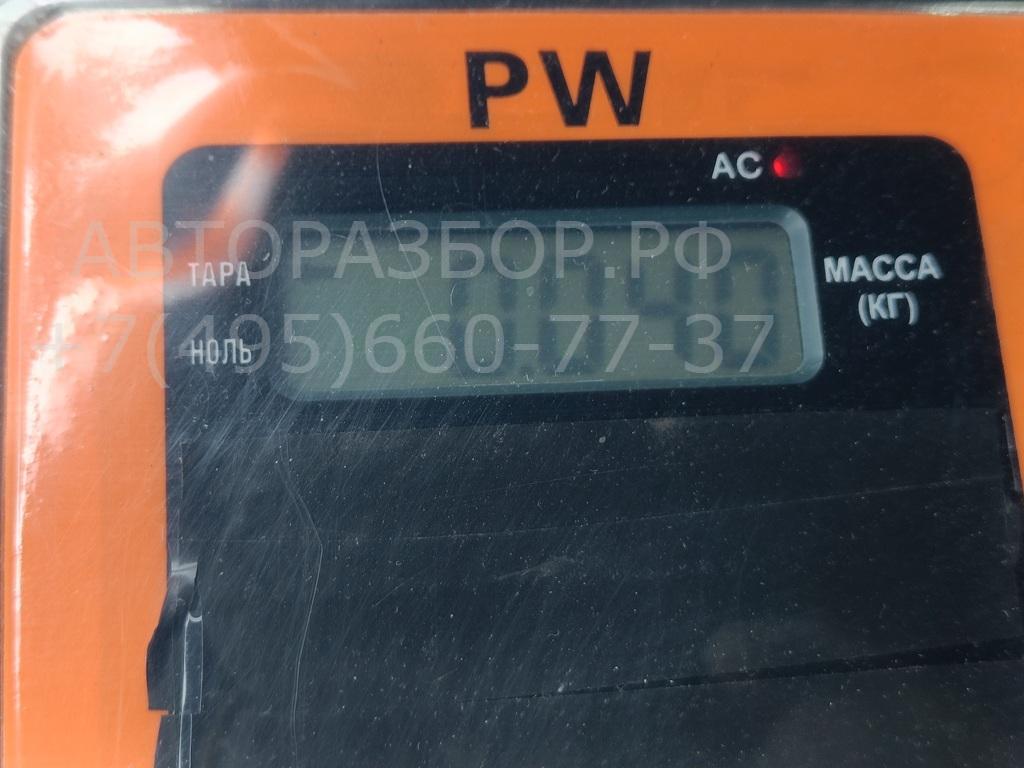 PW
AC
АВТОРАЗБОР.РФ
ТАРА
МАССА
(КГ)
+7(495)660-77-37
НОЛЬ